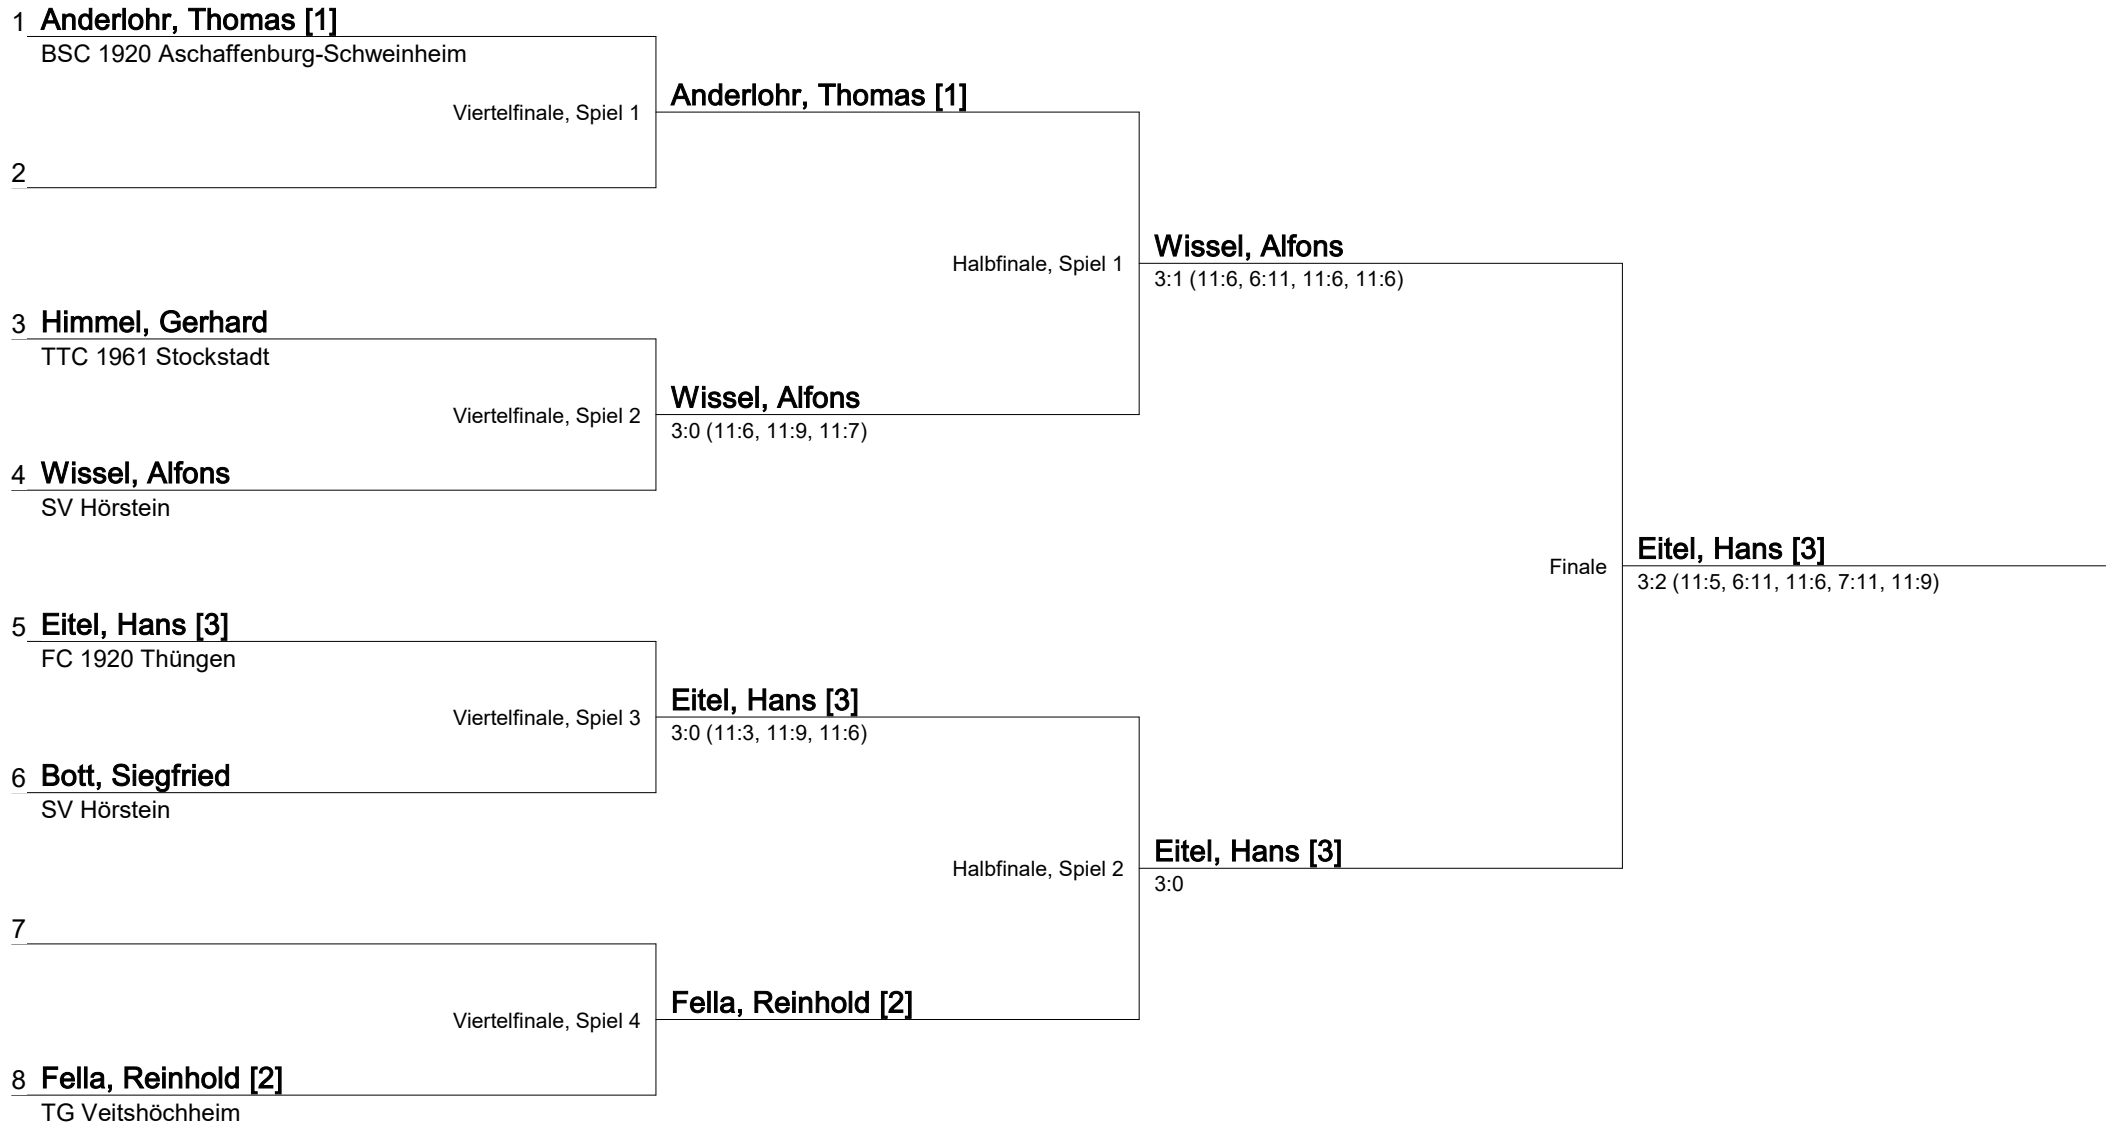 1 Anderlohr, Thomas [1]
BSC 1920 Aschaffenburg-Schweinheim
Viertelfinale, Spiel 1
Anderlohr, Thomas [1]
2
Halbfinale, Spiel 1
Wissel, Alfons
3:1 (11:6, 6:11, 11:6, 11:6)
3 Himmel, Gerhard
TTC 1961 Stockstadt
Viertelfinale, Spiel 2
Wissel, Alfons
3:0 (11:6, 11:9, 11:7)
4 Wissel, Alfons
SV Hörstein
Finale
Eitel, Hans [3]
3:2 (11:5, 6:11, 11:6, 7:11, 11:9)
5 Eitel, Hans [3]
FC 1920 Thüngen
Viertelfinale, Spiel 3
Eitel, Hans [3]
3:0 (11:3, 11:9, 11:6)
6 Bott, Siegfried
SV Hörstein
Halbfinale, Spiel 2
Eitel, Hans [3]
3:0
7
Viertelfinale, Spiel 4
Fella, Reinhold [2]
8 Fella, Reinhold [2]
TG Veitshöchheim